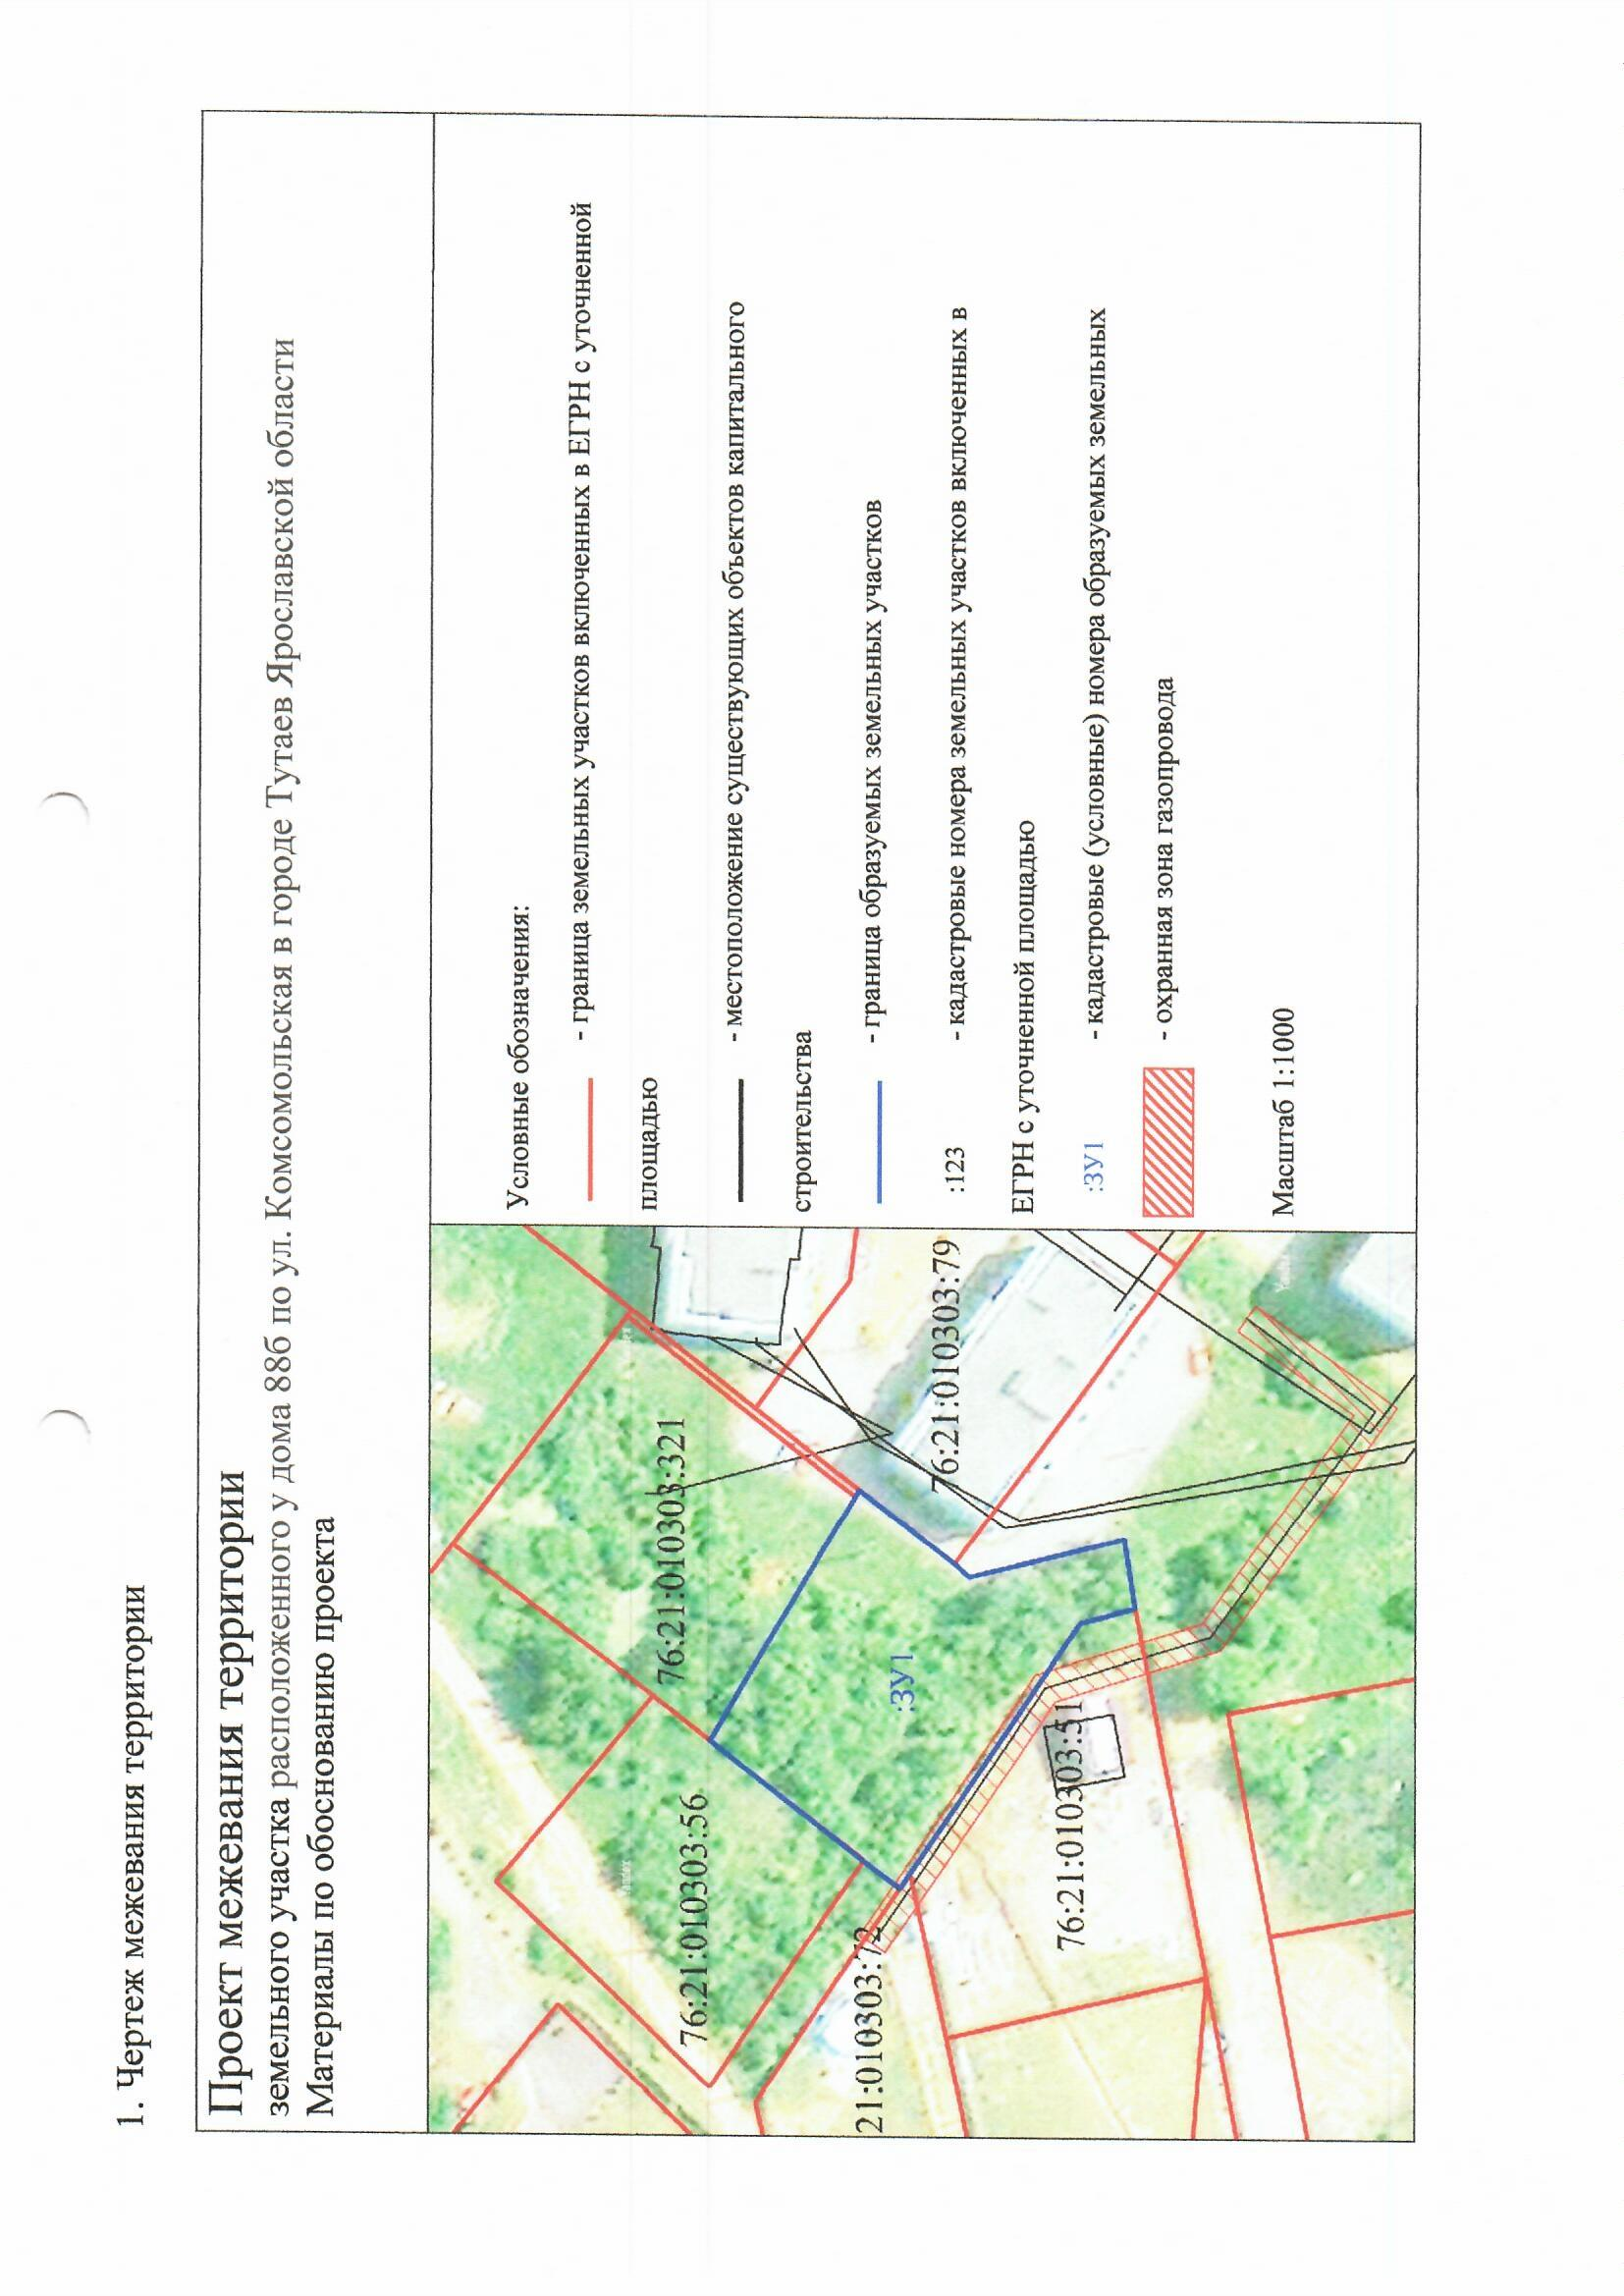 1. Чертеж межевания территории
Проект межевания территории
земельного участка расположенного у дома 88б по ул. Комсомольская в городе Тутаев Ярославской области
Материалы по обоснованию проекта
76:21:010303:321
76:21:010303:56
:ЗУ1
76:21:010303:79
21:010303:72
76:21:010303:51
Условные обозначения:
- граница земельных участков включенных в ЕГРН с уточненной
площадью
- местоположение существующих объектов капитального
строительства
- граница образуемых земельных участков
:123 - кадастровые номера земельных участков включенных в
ЕГРН с уточненной площадью
:ЗУ1 - кадастровые (условные) номера образуемых земельных
- охранная зона газопровода
Масштаб 1:1000